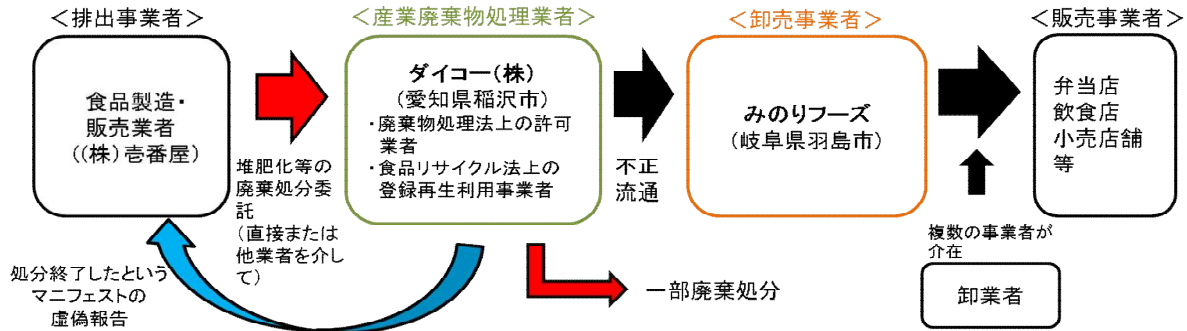 ＜排出事業者＞
食品製造・
販売業者
((株)壱番屋)
堆肥化等の
廃棄処分委
託
(直接または
他業者を介し
て)
＜産業廃棄物処理業者＞
ダイコー(株)
(愛知県稲沢市)
・廃棄物処理法上の許可
業者
・食品リサイクル法上の
登録再生利用事業者
不正
流通
＜卸売事業者＞
みのりフーズ
(岐阜県羽島市)
＜販売事業者＞
弁当店
飲食店
小売店舗
等
複数の事業者が
介在
卸業者
処分終了したという
マニフェストの
虚偽報告
一部廃棄処分